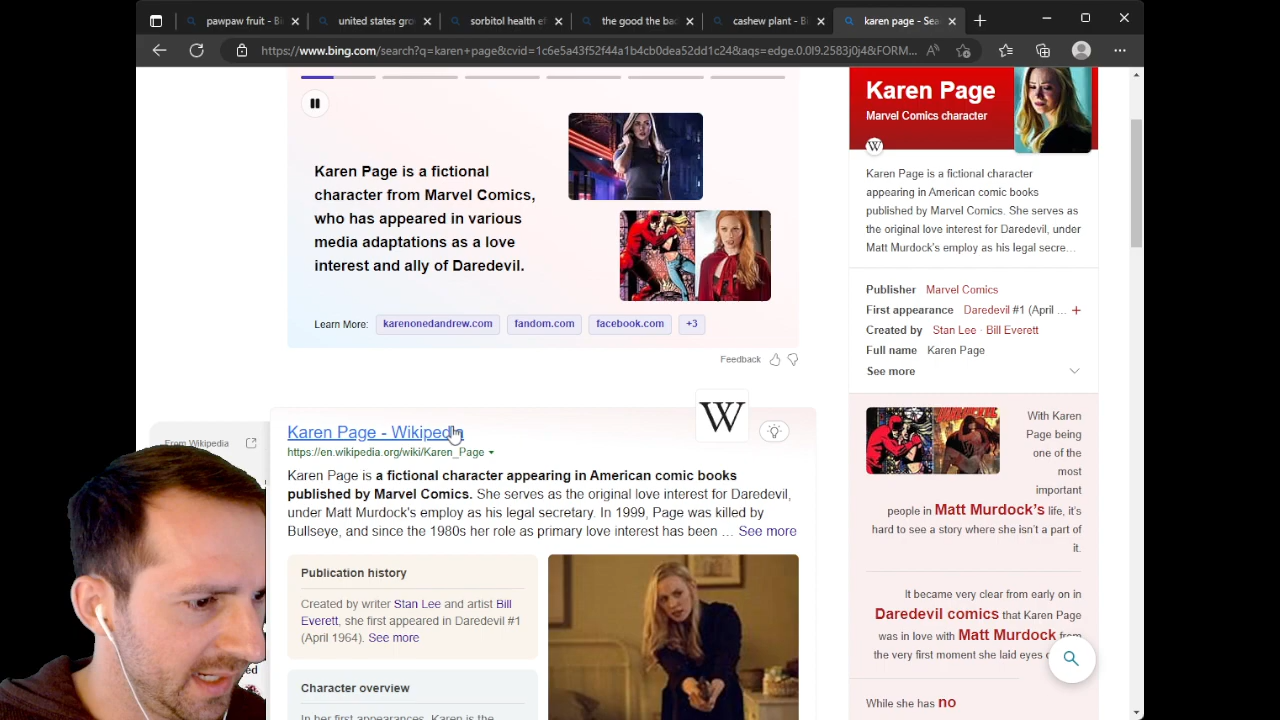 pawpaw fruit - Bi
united states gro
sorbitol health ef
the good the bad
cashew plant - Bi
karen page - Sea
https://www.bing.com/search?q=karen+page&cvid=1c6e5a43f52f44a1b4cb0dea52dd1c24&aqs=edge.0.0l9.2583j0j4&FORM...
Karen Page is a fictional
character from Marvel Comics,
who has appeared in various
media adaptations as a love
interest and ally of Daredevil.
Learn More: karenonedandrew.com fandom.com facebook.com +3
Feedback
From Wikipedia
W
Karen Page - Wikipedia
https://en.wikipedia.org/wiki/Karen_Page
Karen Page is a fictional character appearing in American comic books
published by Marvel Comics. She serves as the original love interest for Daredevil,
under Matt Murdock's employ as his legal secretary. In 1999, Page was killed by
Bullseye, and since the 1980s her role as primary love interest has been ... See more
Publication history
Created by writer Stan Lee and artist Bill
Everett, she first appeared in Daredevil #1
(April 1964). See more
Character overview
In her first appearances, Karen is the
Karen Page
Marvel Comics character
W
Karen Page is a fictional character
appearing in American comic books
published by Marvel Comics. She serves as
the original love interest for Daredevil, under
Matt Murdock's employ as his legal secre...
Publisher Marvel Comics
First appearance Daredevil #1 (April ... +
Created by Stan Lee · Bill Everett
Full name Karen Page
See more
With Karen
Page being
one of the
most
important
people in Matt Murdock's life, it's
hard to see a story where she isn't a part of
it.
It became very clear from early on in
Daredevil comics that Karen Page
was in love with Matt Murdock from
the very first moment she laid eyes
While she has no